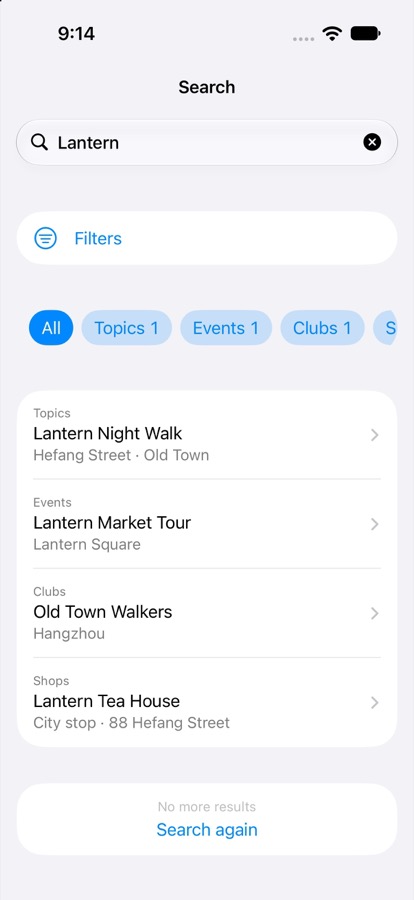 9:14
Search
Lantern
Filters
All
Topics 1
Events 1
Clubs 1
S
Topics
Lantern Night Walk
Hefang Street · Old Town
Events
Lantern Market Tour
Lantern Square
Clubs
Old Town Walkers
Hangzhou
Shops
Lantern Tea House
City stop · 88 Hefang Street
No more results
Search again